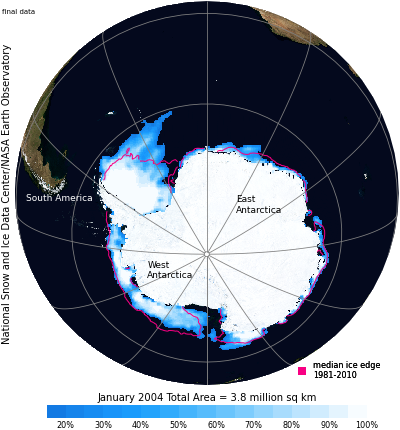 final data
National Snow and Ice Data Center/NASA Earth Observatory
South America
East
Antarctica
West
Antarctica
median ice edge
1981-2010
January 2004 Total Area = 3.8 million sq km
20% 30% 40% 50% 60% 70% 80% 90% 100%